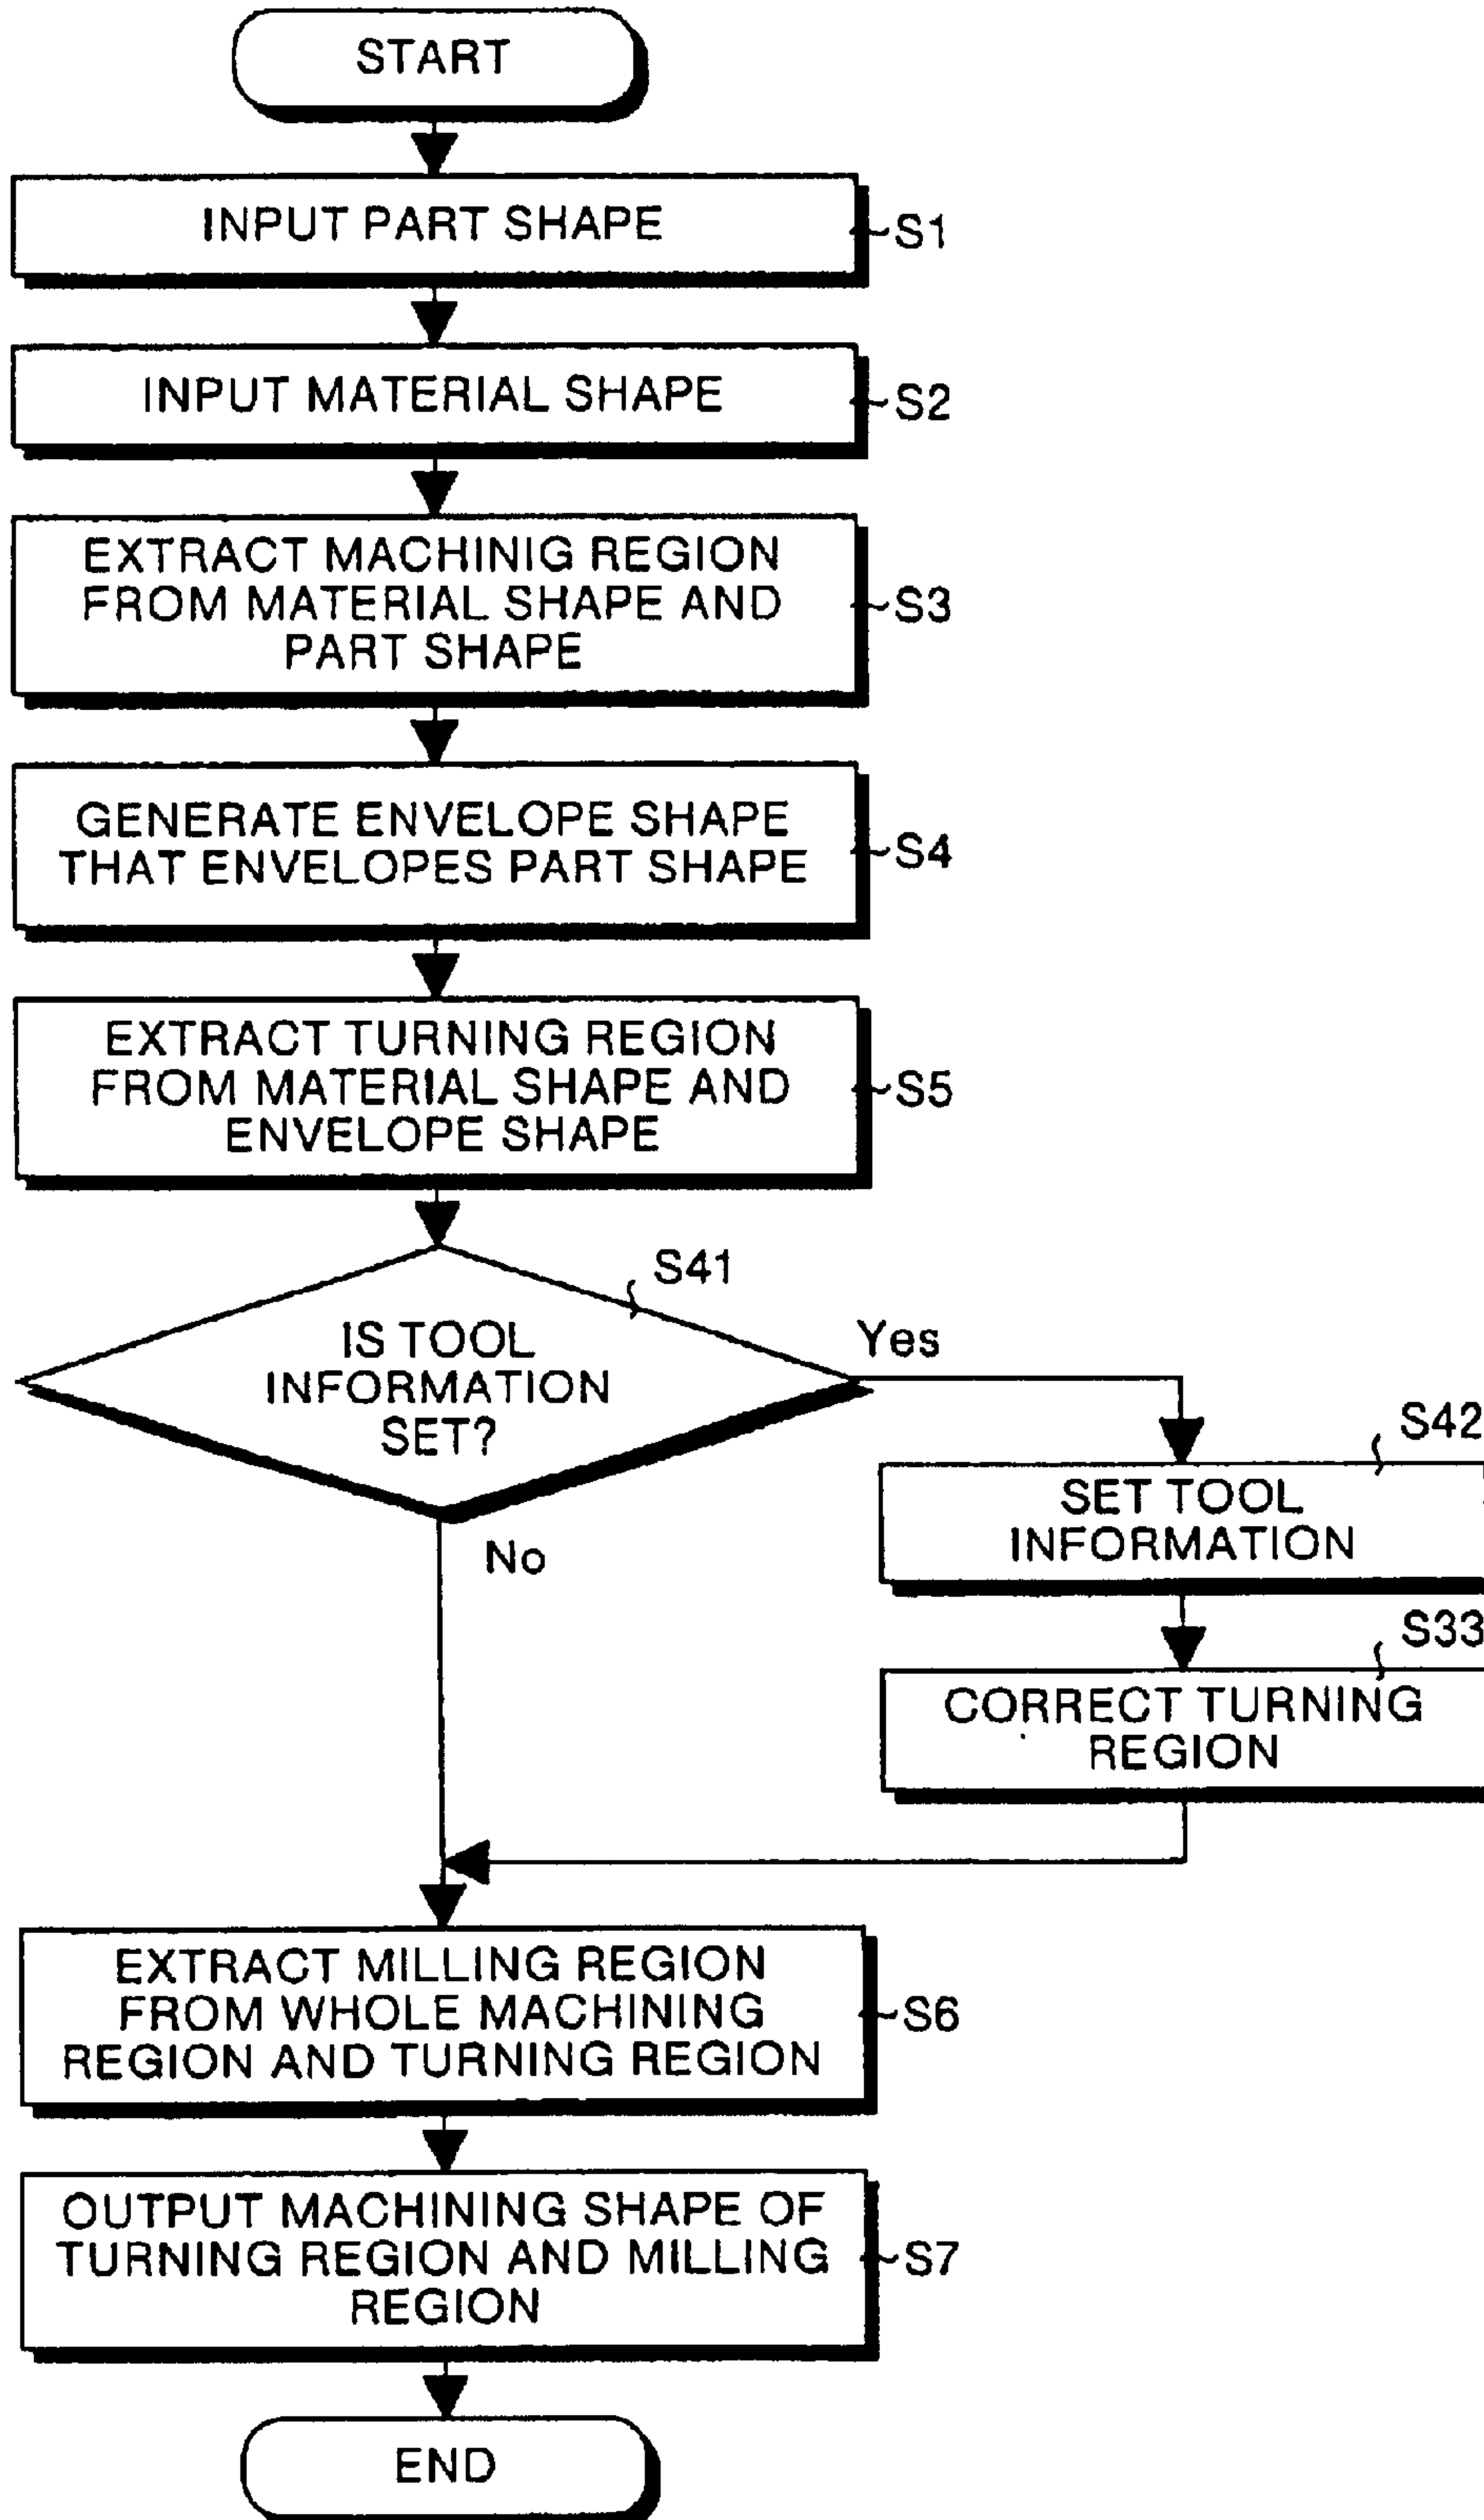 START
INPUT PART SHAPE
S1
INPUT MATERIAL SHAPE
S2
EXTRACT MACHINIG REGION
FROM MATERIAL SHAPE AND
PART SHAPE
S3
GENERATE ENVELOPE SHAPE
THAT ENVELOPES PART SHAPE
S4
EXTRACT TURNING REGION
FROM MATERIAL SHAPE AND
ENVELOPE SHAPE
S5
S41
IS TOOL
INFORMATION
SET?
Yes
No
S42
SET TOOL
INFORMATION
S33
CORRECT TURNING
REGION
EXTRACT MILLING REGION
FROM WHOLE MACHINING
REGION AND TURNING REGION
S6
OUTPUT MACHINING SHAPE OF
TURNING REGION AND MILLING
REGION
S7
END